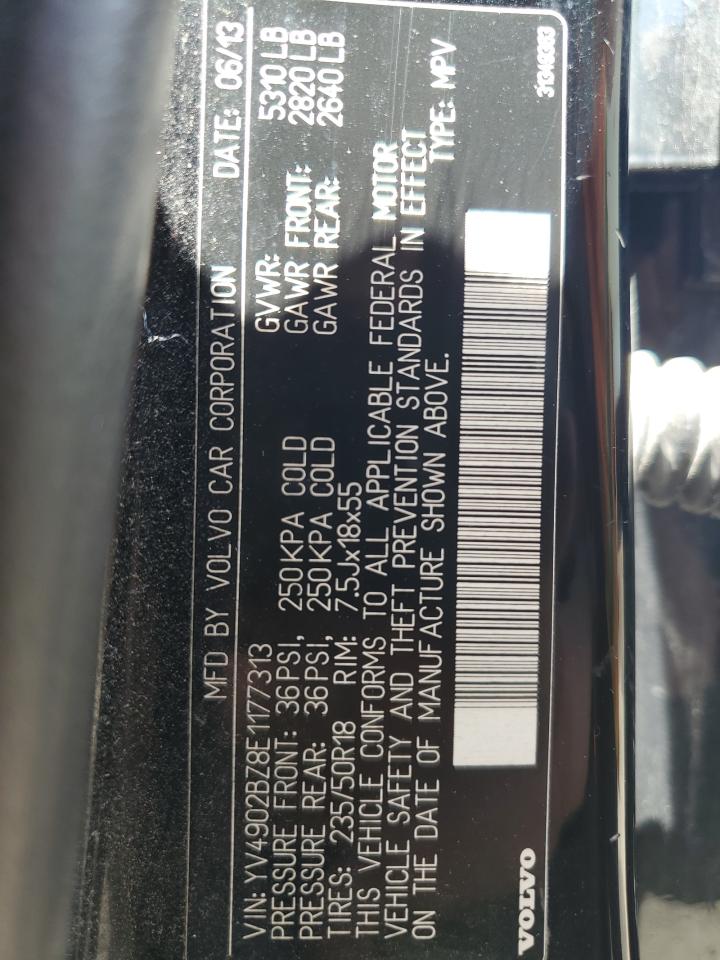 MFD BY VOLVO CAR CORPORATION DATE: 06/13
VIN: YV4902BZ8E1177313 GVWR: 5310 LB
PRESSURE FRONT: 36 PSI, 250 KPA COLD GAWR FRONT: 2820 LB
PRESSURE REAR: 36 PSI, 250 KPA COLD GAWR REAR: 2640 LB
TIRES: 235/50R18 RIM: 7.5Jx18x55
THIS VEHICLE CONFORMS TO ALL APPLICABLE FEDERAL MOTOR
VEHICLE SAFETY AND THEFT PREVENTION STANDARDS IN EFFECT
ON THE DATE OF MANUFACTURE SHOWN ABOVE. TYPE: MPV
VOLVO 31348383